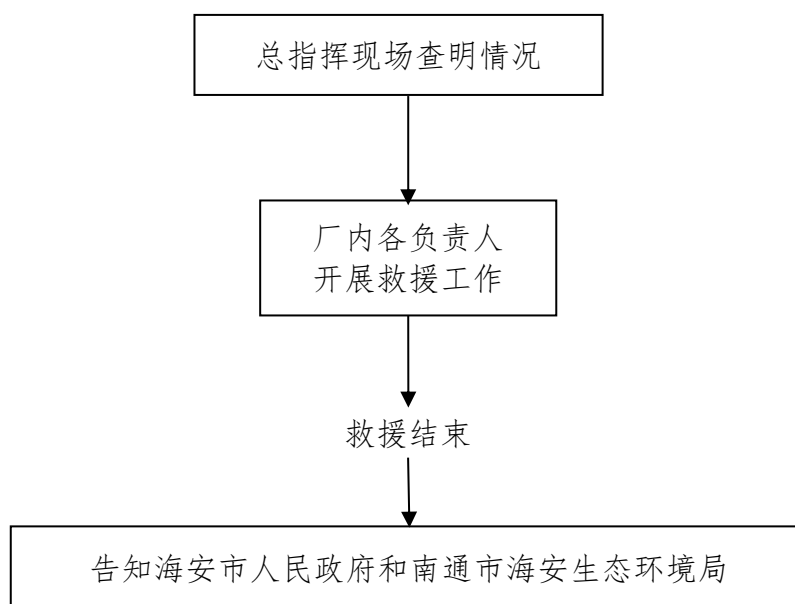 总指挥现场查明情况
厂内各负责人
开展救援工作
救援结束
告知海安市人民政府和南通市海安生态环境局